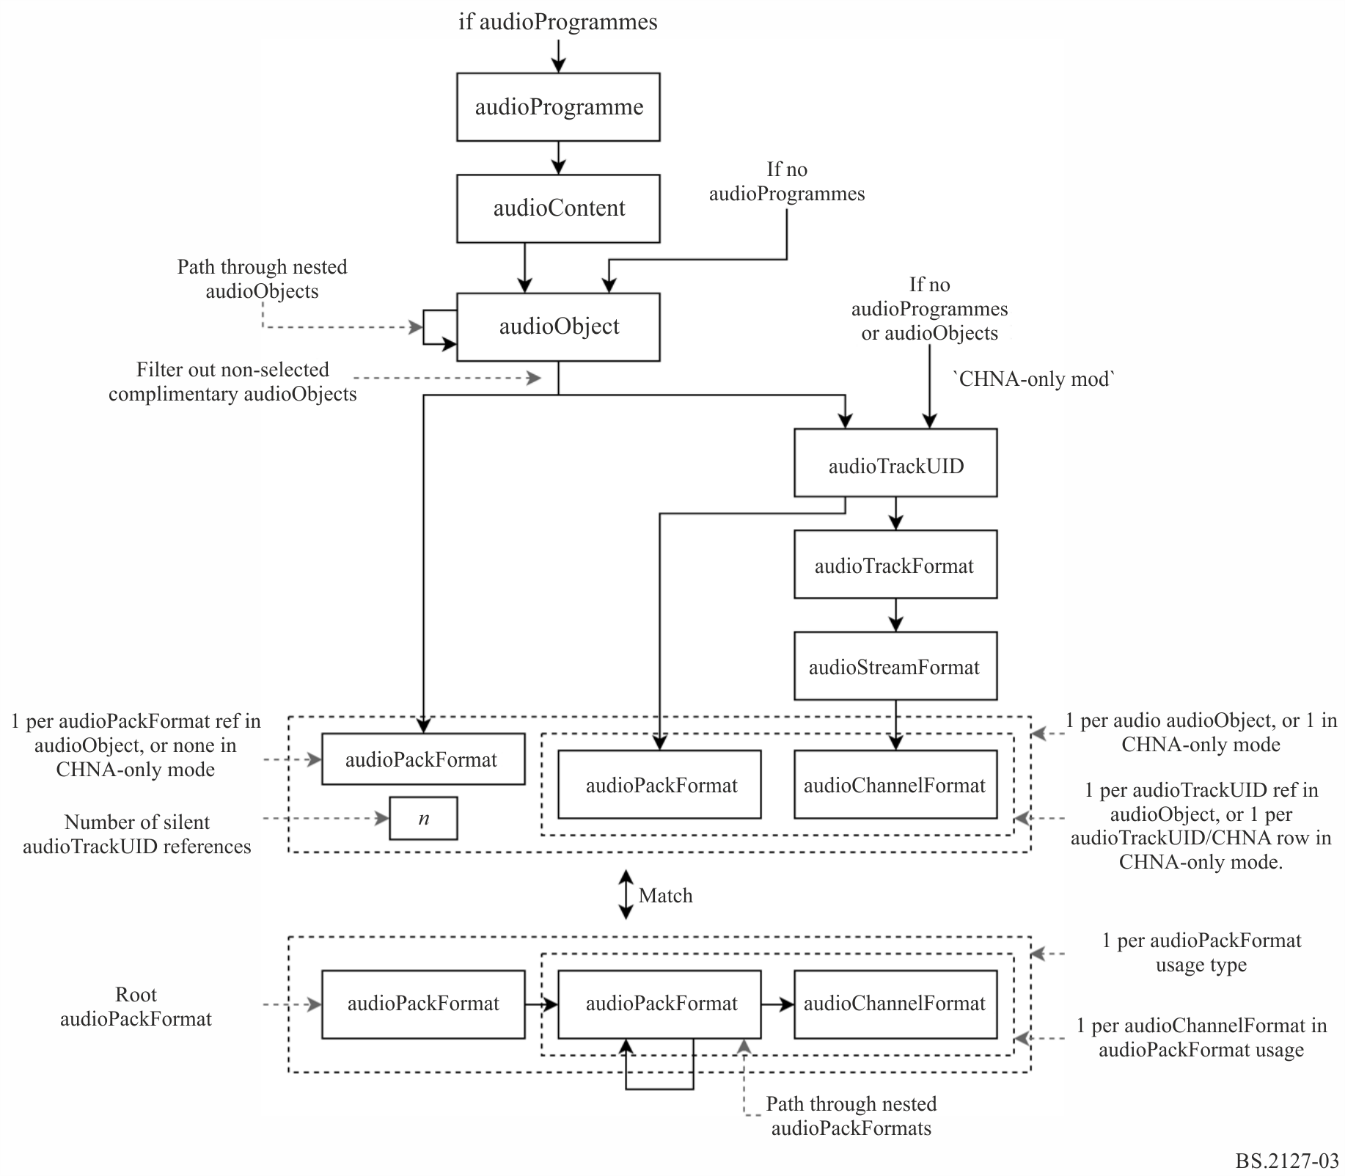 if audioProgrammes
audioProgramme
If no
audioProgrammes
audioContent
Path through nested
audioObjects
If no
audioProgrammes
or audioObjects
audioObject
Filter out non-selected
complimentary audioObjects
`CHNA-only mod`
audioTrackUID
audioTrackFormat
audioStreamFormat
1 per audioPackFormat ref in
audioObject, or none in
CHNA-only mode
1 per audio audioObject, or 1 in
CHNA-only mode
audioPackFormat
audioPackFormat
audioChannelFormat
1 per audioTrackUID ref in
audioObject, or 1 per
audioTrackUID/CHNA row in
CHNA-only mode.
n
Number of silent
audioTrackUID references
Match
1 per audioPackFormat
usage type
Root
audioPackFormat
audioPackFormat
audioPackFormat
audioChannelFormat
1 per audioChannelFormat in
audioPackFormat usage
Path through nested
audioPackFormats
BS.2127-03